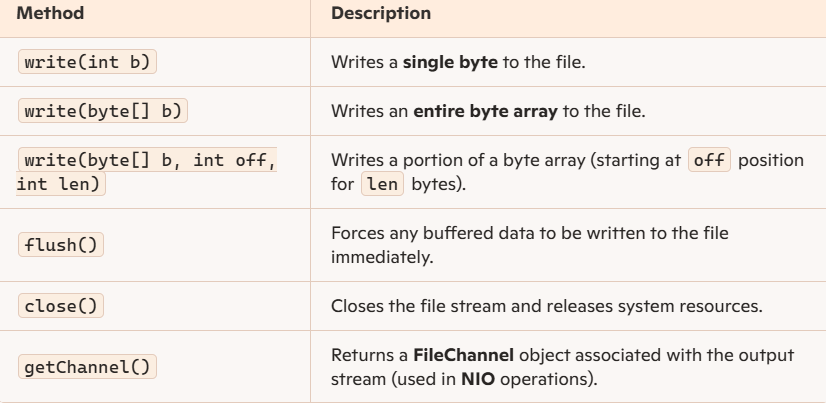 Method Description
write(int b) Writes a single byte to the file.
write(byte[] b) Writes an entire byte array to the file.
write(byte[] b, int off, int len) Writes a portion of a byte array (starting at off position
for len bytes).
flush() Forces any buffered data to be written to the file
immediately.
close() Closes the file stream and releases system resources.
getChannel() Returns a FileChannel object associated with the output
stream (used in NIO operations).